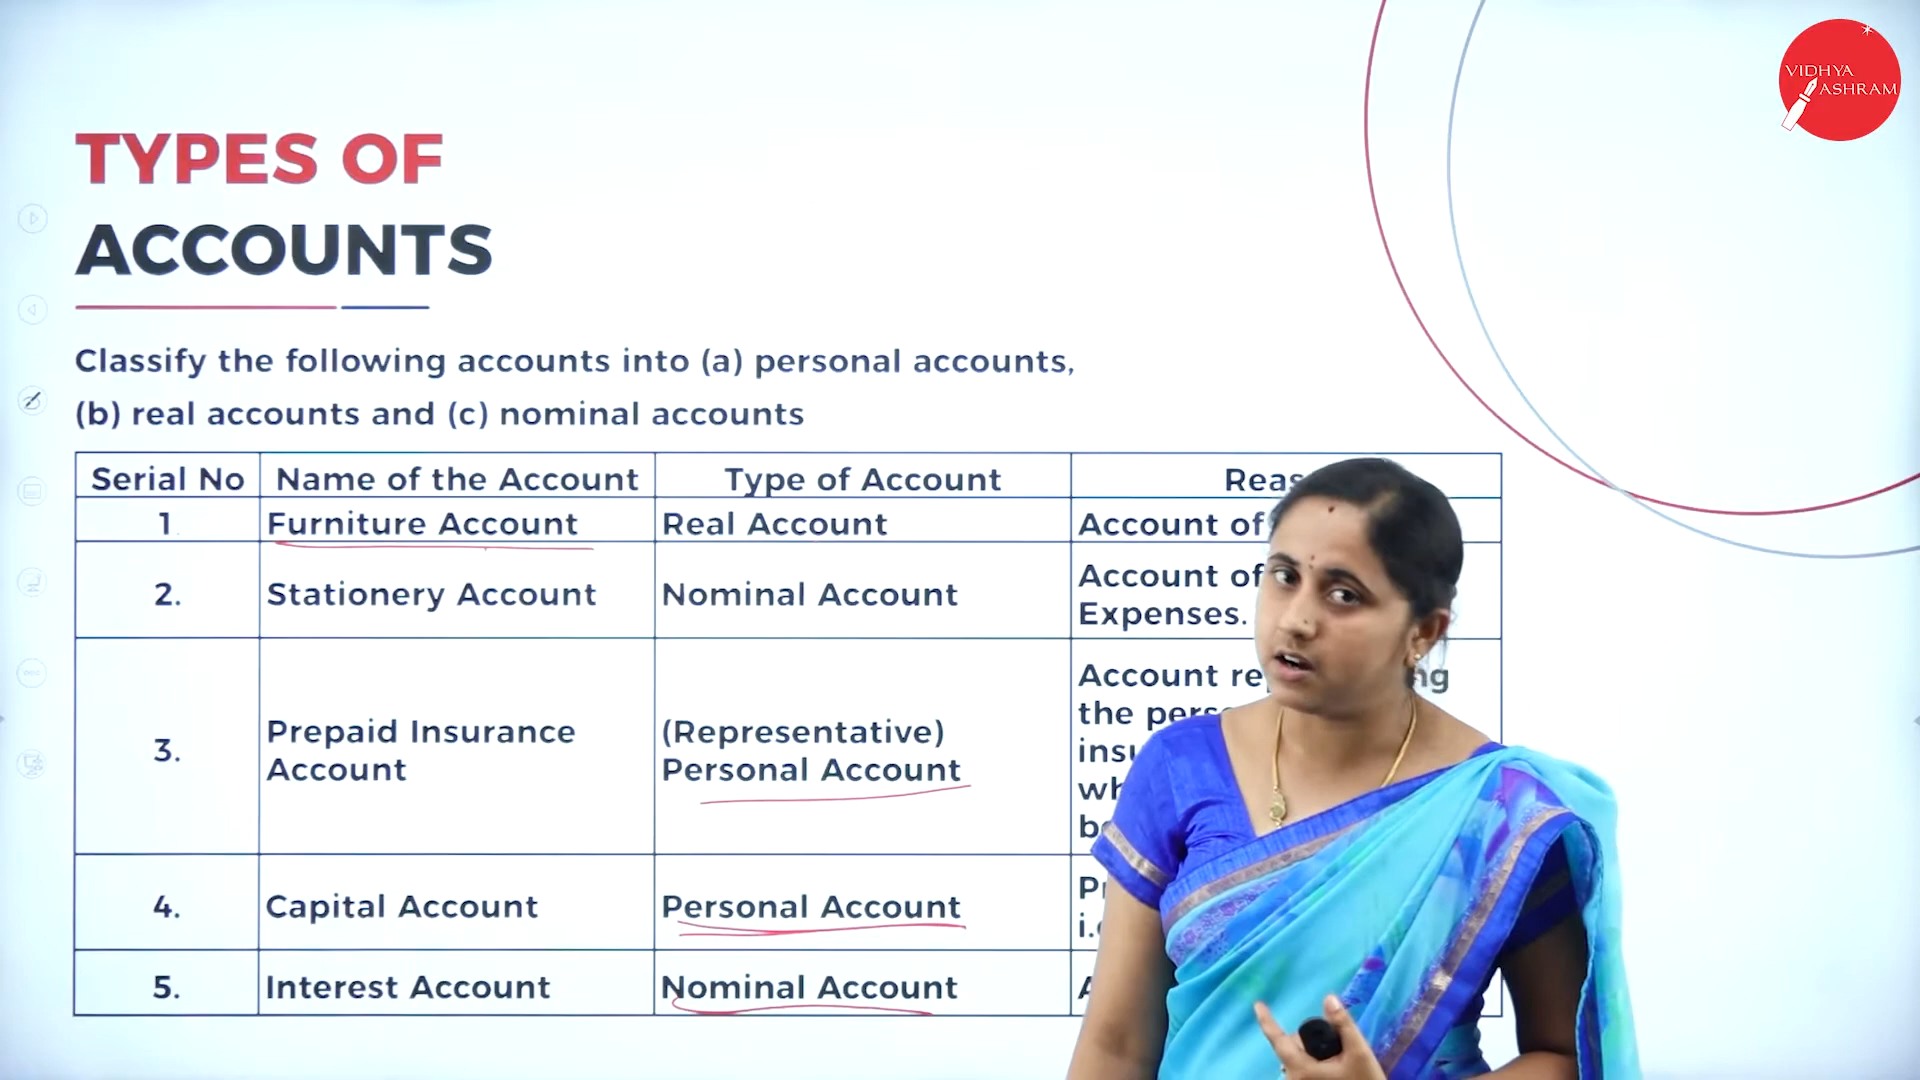 VIDHYA
ASHRAM
TYPES OF
ACCOUNTS
Classify the following accounts into (a) personal accounts,
(b) real accounts and (c) nominal accounts
Serial No Name of the Account Type of Account
1 Furniture Account Real Account Account of
2. Stationery Account Nominal Account Account of
Expenses.
3. Prepaid Insurance
Account
(Representative)
Personal Account
Account
the
4. Capital Account Personal Account
5. Interest Account Nominal Account